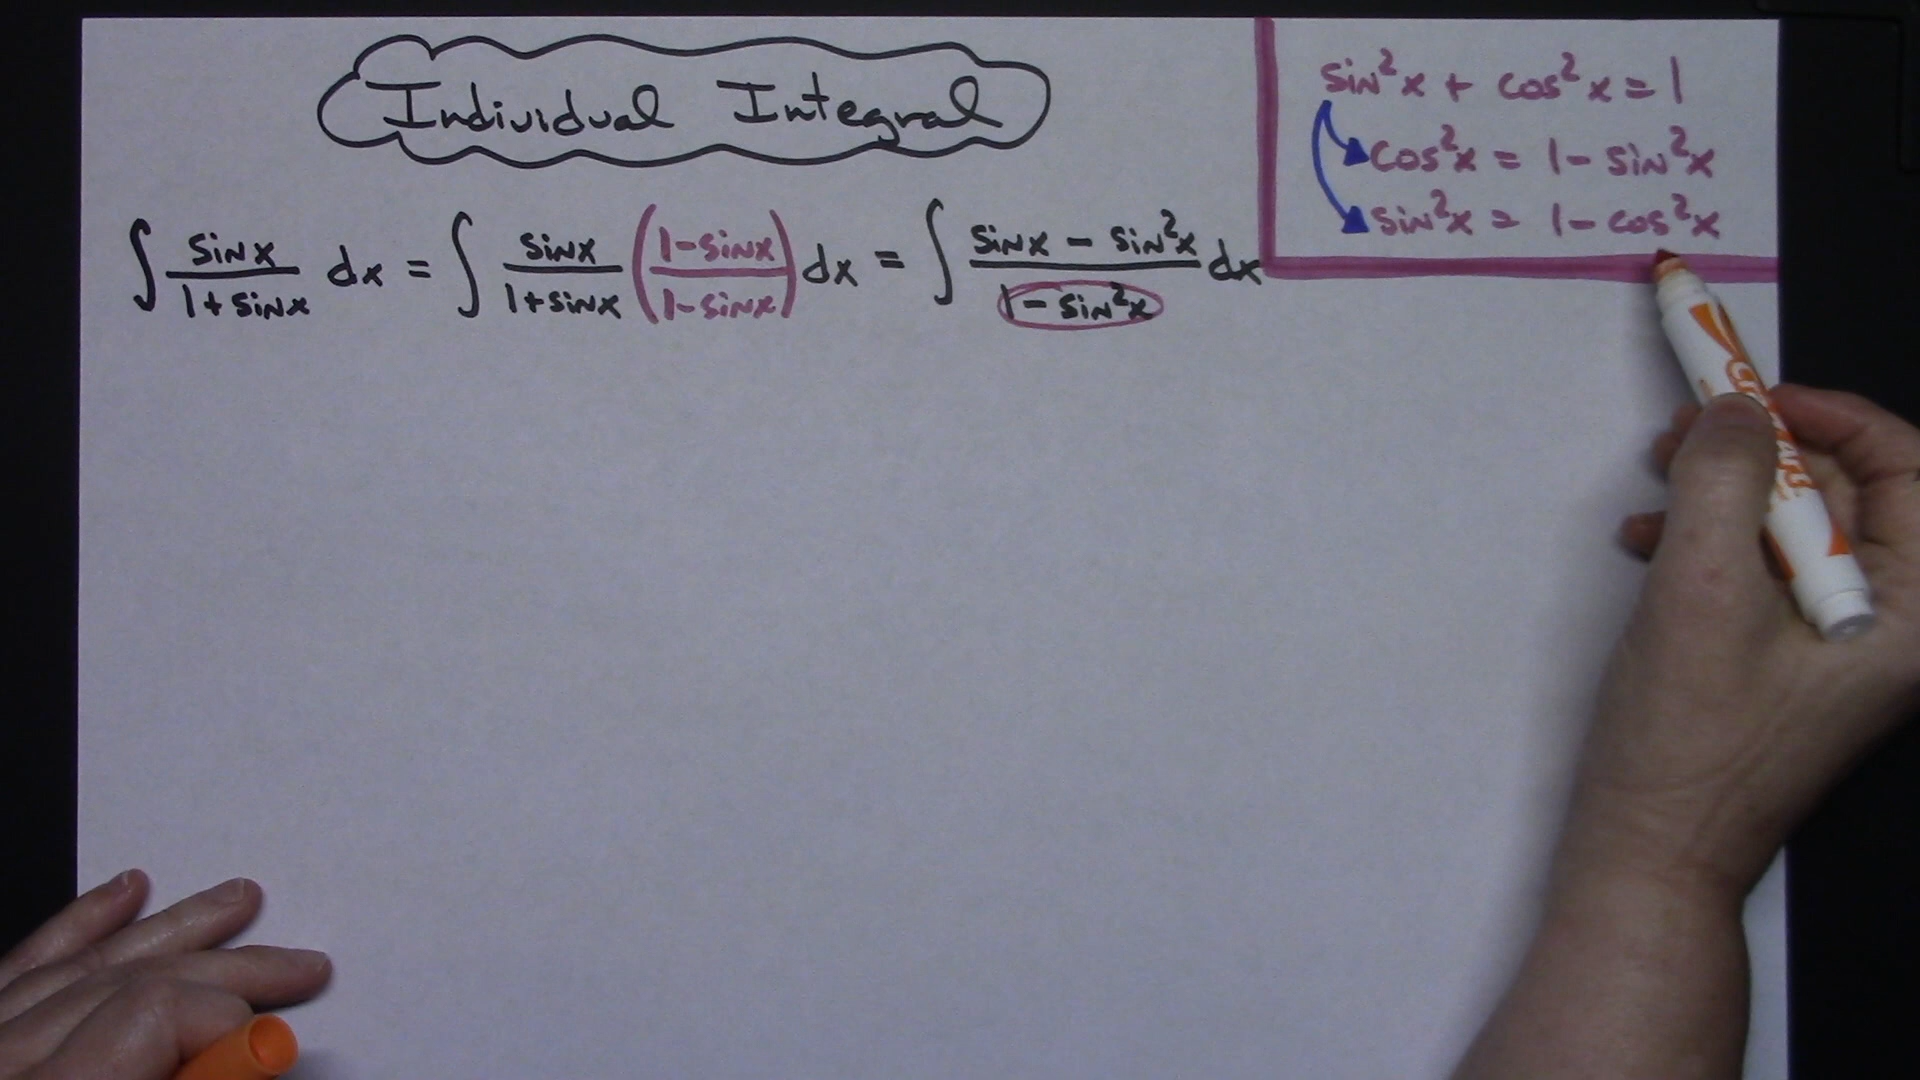 Individual Integral
sin²x + cos²x = 1
cos²x = 1 - sin²x
sin²x = 1 - cos²x
∫ sinx/(1+sinx) dx = ∫ sinx/(1+sinx) ((1-sinx)/(1-sinx)) dx = ∫ (sinx - sin²x)/(1 - sin²x) dx